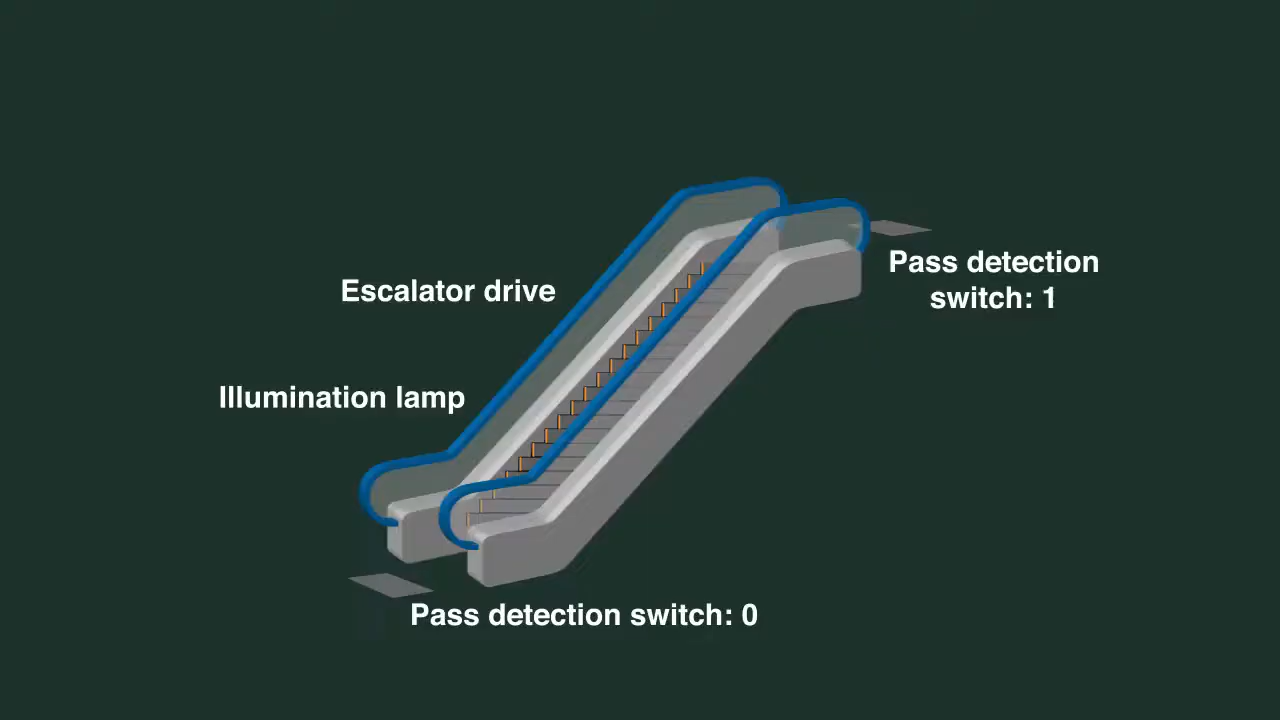 Escalator drive
Illumination lamp
Pass detection
switch: 1
Pass detection switch: 0